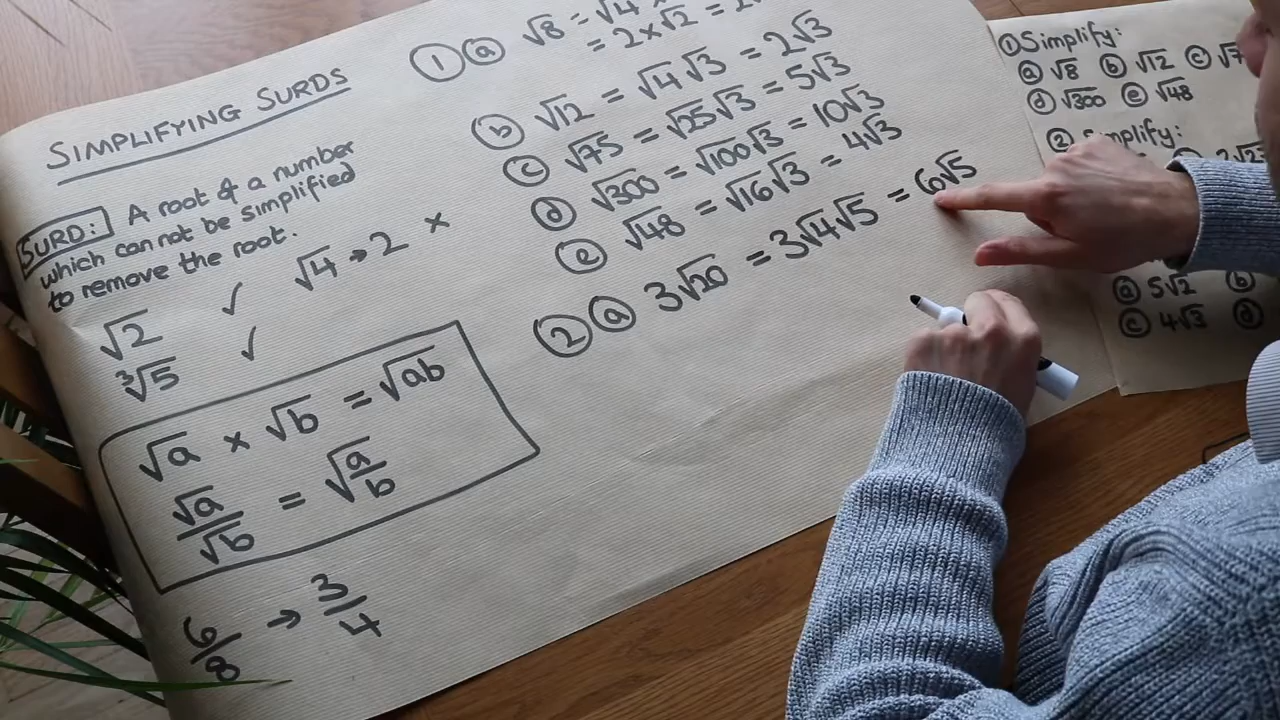 SIMPLIFYING SURDS
SURD: A root of a number
which can not be simplified
to remove the root.
√2 ✓ √4 → 2 ×
³√5 ✓
√a × √b = √ab
√a/√b = √a/b
6/8 → 3/4
① ⓐ √8 = √4
= 2×√2 =
ⓑ √12 = √4√3 = 2√3
ⓒ √75 = √25√3 = 5√3
ⓓ √300 = √100√3 = 10√3
ⓔ √48 = √16√3 = 4√3
② ⓐ 3√20 = 3√4√5 = 6√5
① Simplify:
ⓐ √8 ⓑ √12 ⓒ
ⓓ √300 ⓔ √48
② Simplify:
ⓐ 5√2 ⓑ
ⓒ 4√3 ⓓ